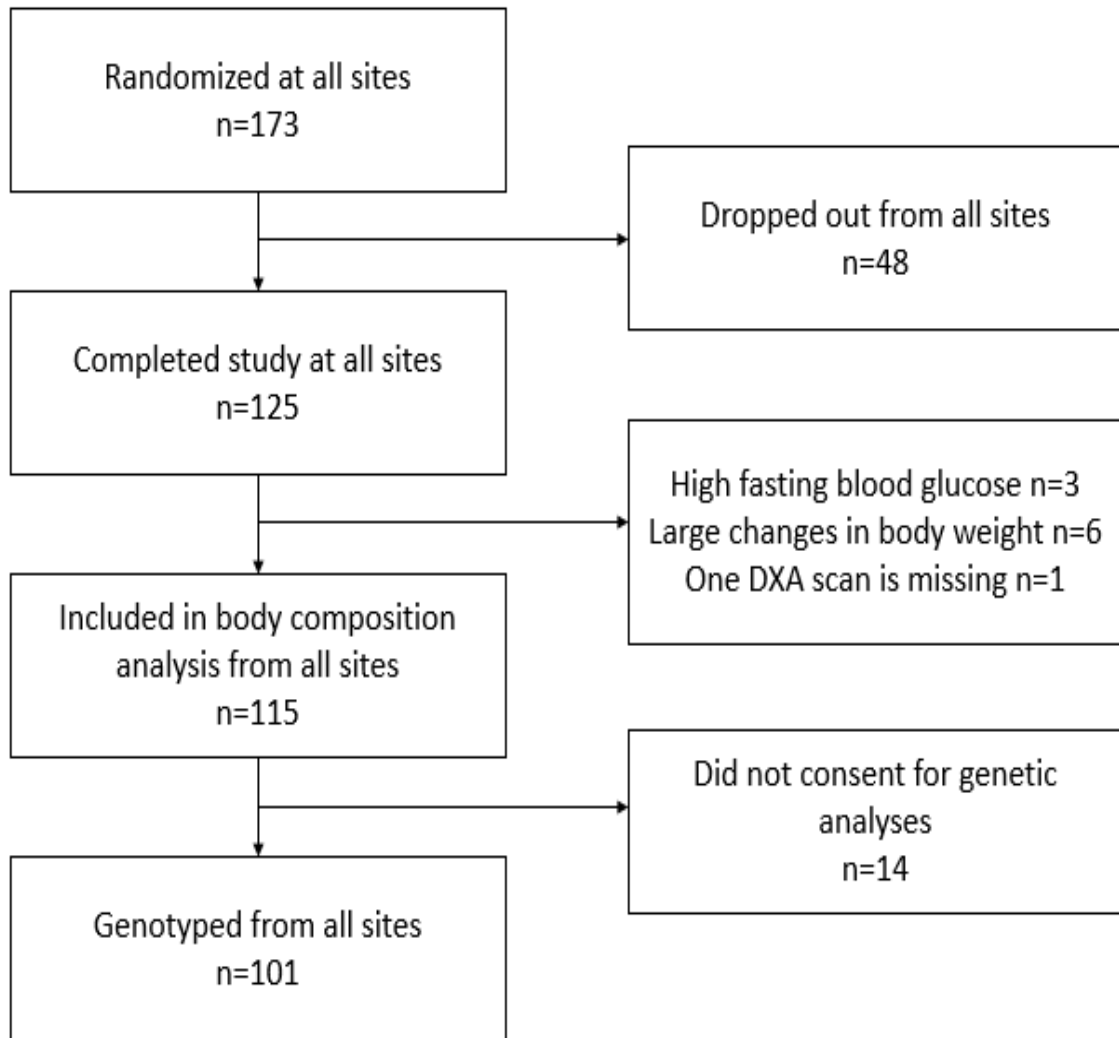 Randomized at all sites
n=173
Dropped out from all sites
n=48
Completed study at all sites
n=125
High fasting blood glucose n=3
Large changes in body weight n=6
One DXA scan is missing n=1
Included in body composition
analysis from all sites
n=115
Did not consent for genetic
analyses
n=14
Genotyped from all sites
n=101